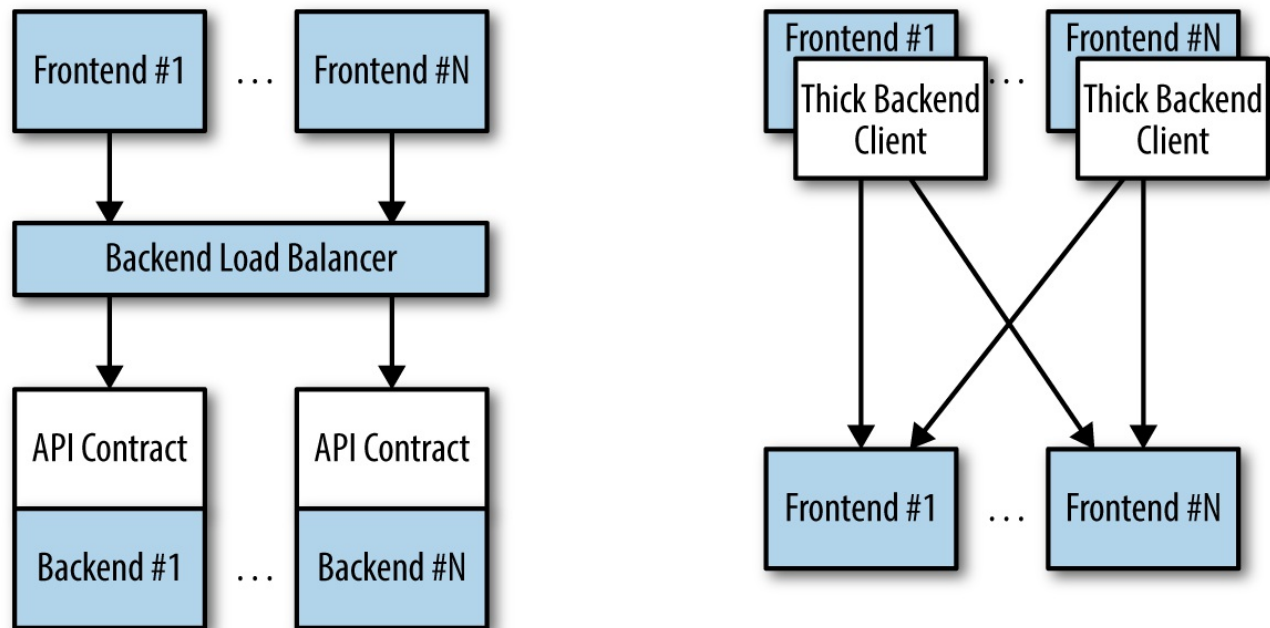 Frontend #1
...
Frontend #N
Backend Load Balancer
API Contract
API Contract
Backend #1
...
Backend #N
Frontend #1
...
Frontend #N
Thick Backend
Client
Thick Backend
Client
Frontend #1
...
Frontend #N